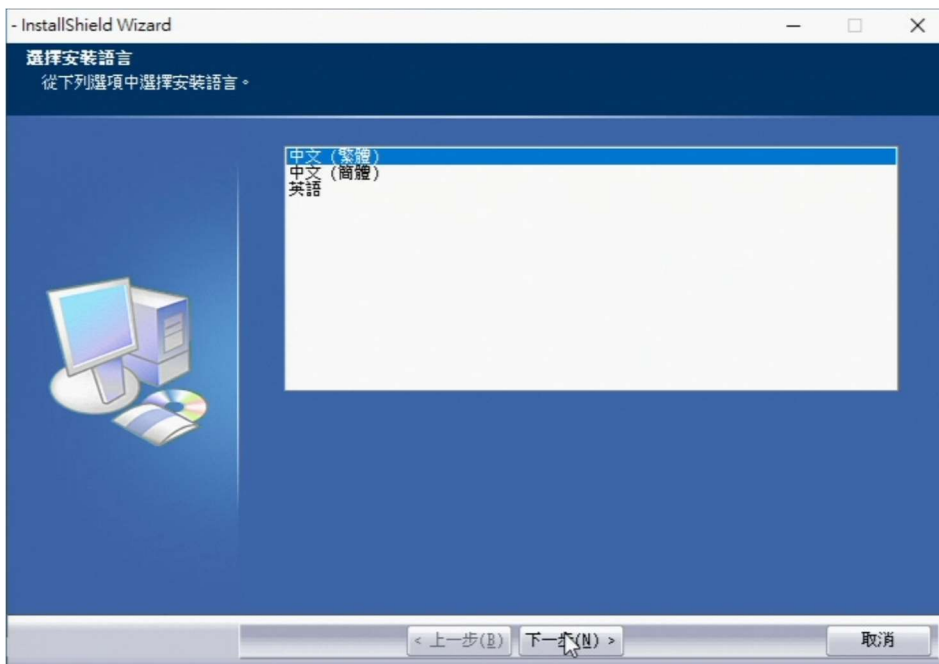 - InstallShield Wizard
選擇安裝語言
從下列選項中選擇安裝語言。
中文 (繁體)
中文 (簡體)
英語
< 上一步(B)
下一步(N) >
取消